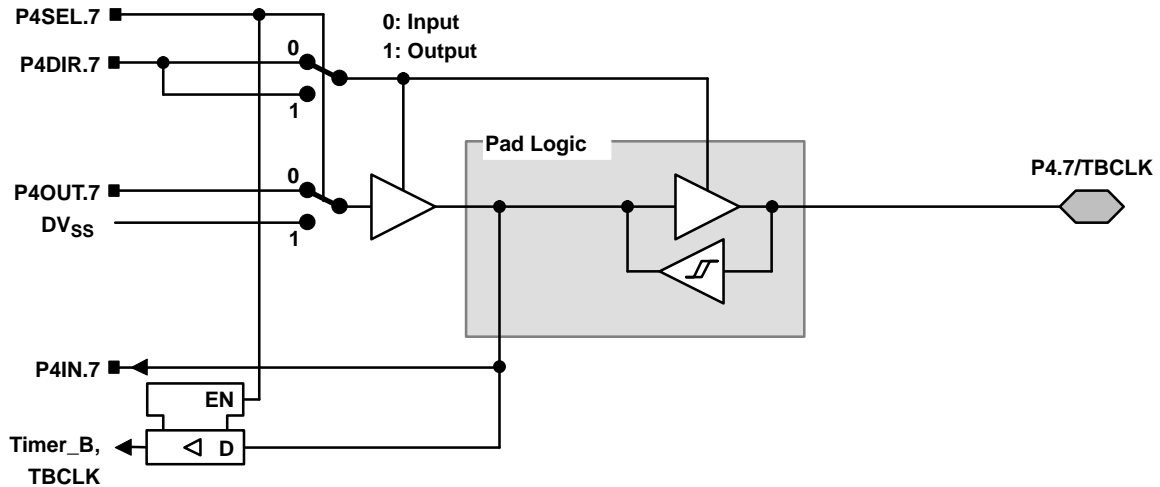 P4SEL.7
0: Input
1: Output
P4DIR.7
0
1
Pad Logic
P4.7/TBCLK
P4OUT.7
0
DVSS
1
P4IN.7
EN
D
Timer_B,
TBCLK